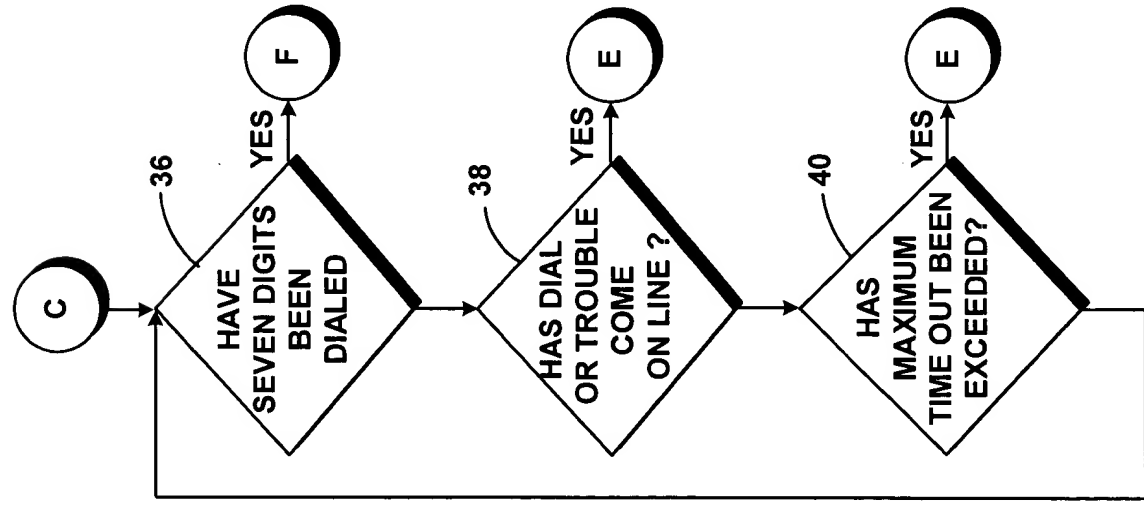 C
36
HAVE
SEVEN DIGITS
BEEN
DIALED
YES
F
38
HAS DIAL
OR TROUBLE
COME
ON LINE ?
YES
E
40
HAS
MAXIMUM
TIME OUT BEEN
EXCEEDED?
YES
E